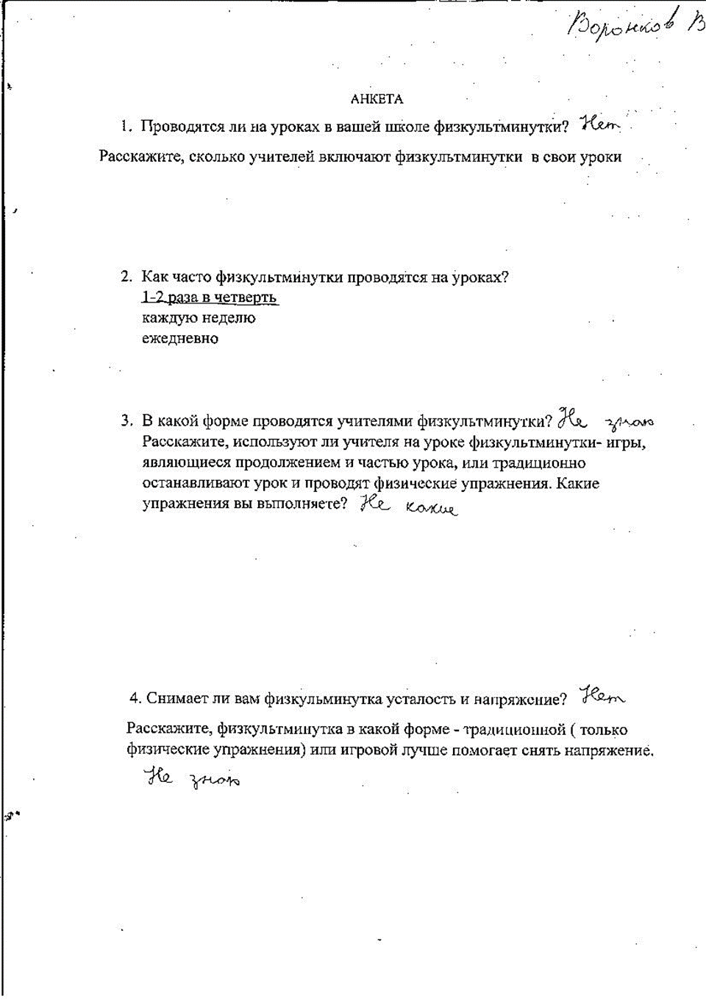 Воронков В
АНКЕТА
1. Проводятся ли на уроках в вашей школе физкультминутки? Нет
Расскажите, сколько учителей включают физкультминутки в свои уроки
2. Как часто физкультминутки проводятся на уроках?
1-2 раза в четверть
каждую неделю
ежедневно
3. В какой форме проводятся учителями физкультминутки? Не знаю
Расскажите, используют ли учителя на уроке физкультминутки- игры,
являющиеся продолжением и частью урока, или традиционно
останавливают урок и проводят физические упражнения. Какие
упражнения вы выполняете? Не какие
4. Снимает ли вам физкульминутка усталость и напряжение? Нет
Расскажите, физкультминутка в какой форме - традиционной ( только
физические упражнения) или игровой лучше помогает снять напряжение.
Не знаю